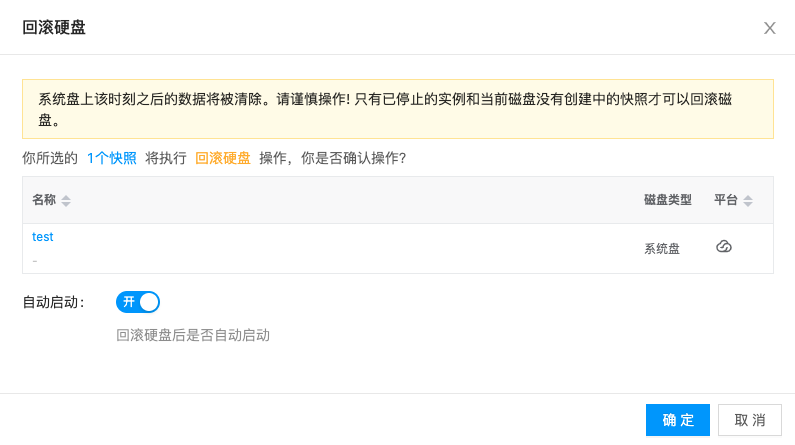 回滚硬盘
X
系统盘上该时刻之后的数据将被清除。请谨慎操作! 只有已停止的实例和当前磁盘没有创建中的快照才可以回滚磁
盘。
你所选的 1个快照 将执行 回滚硬盘 操作，你是否确认操作?
名称 磁盘类型 平台
test
系统盘
-
自动启动： 开
回滚硬盘后是否自动启动
确 定 取 消